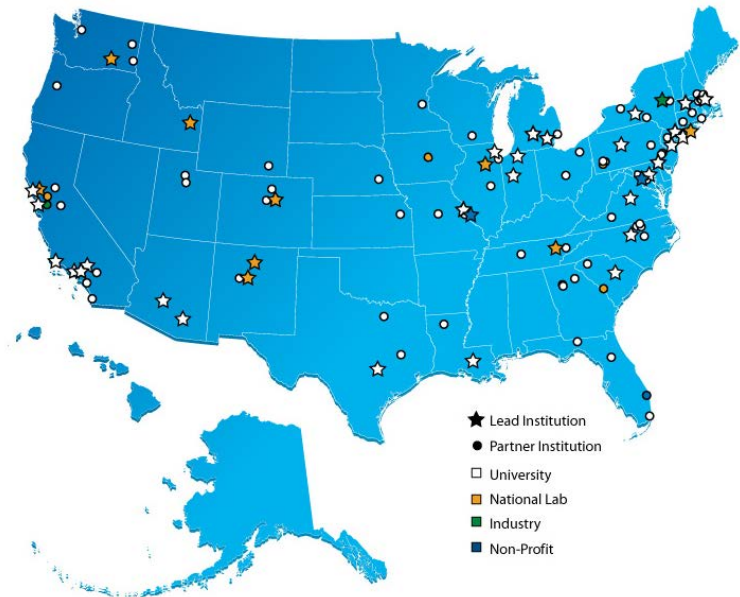 Lead Institution
Partner Institution
University
National Lab
Industry
Non-Profit